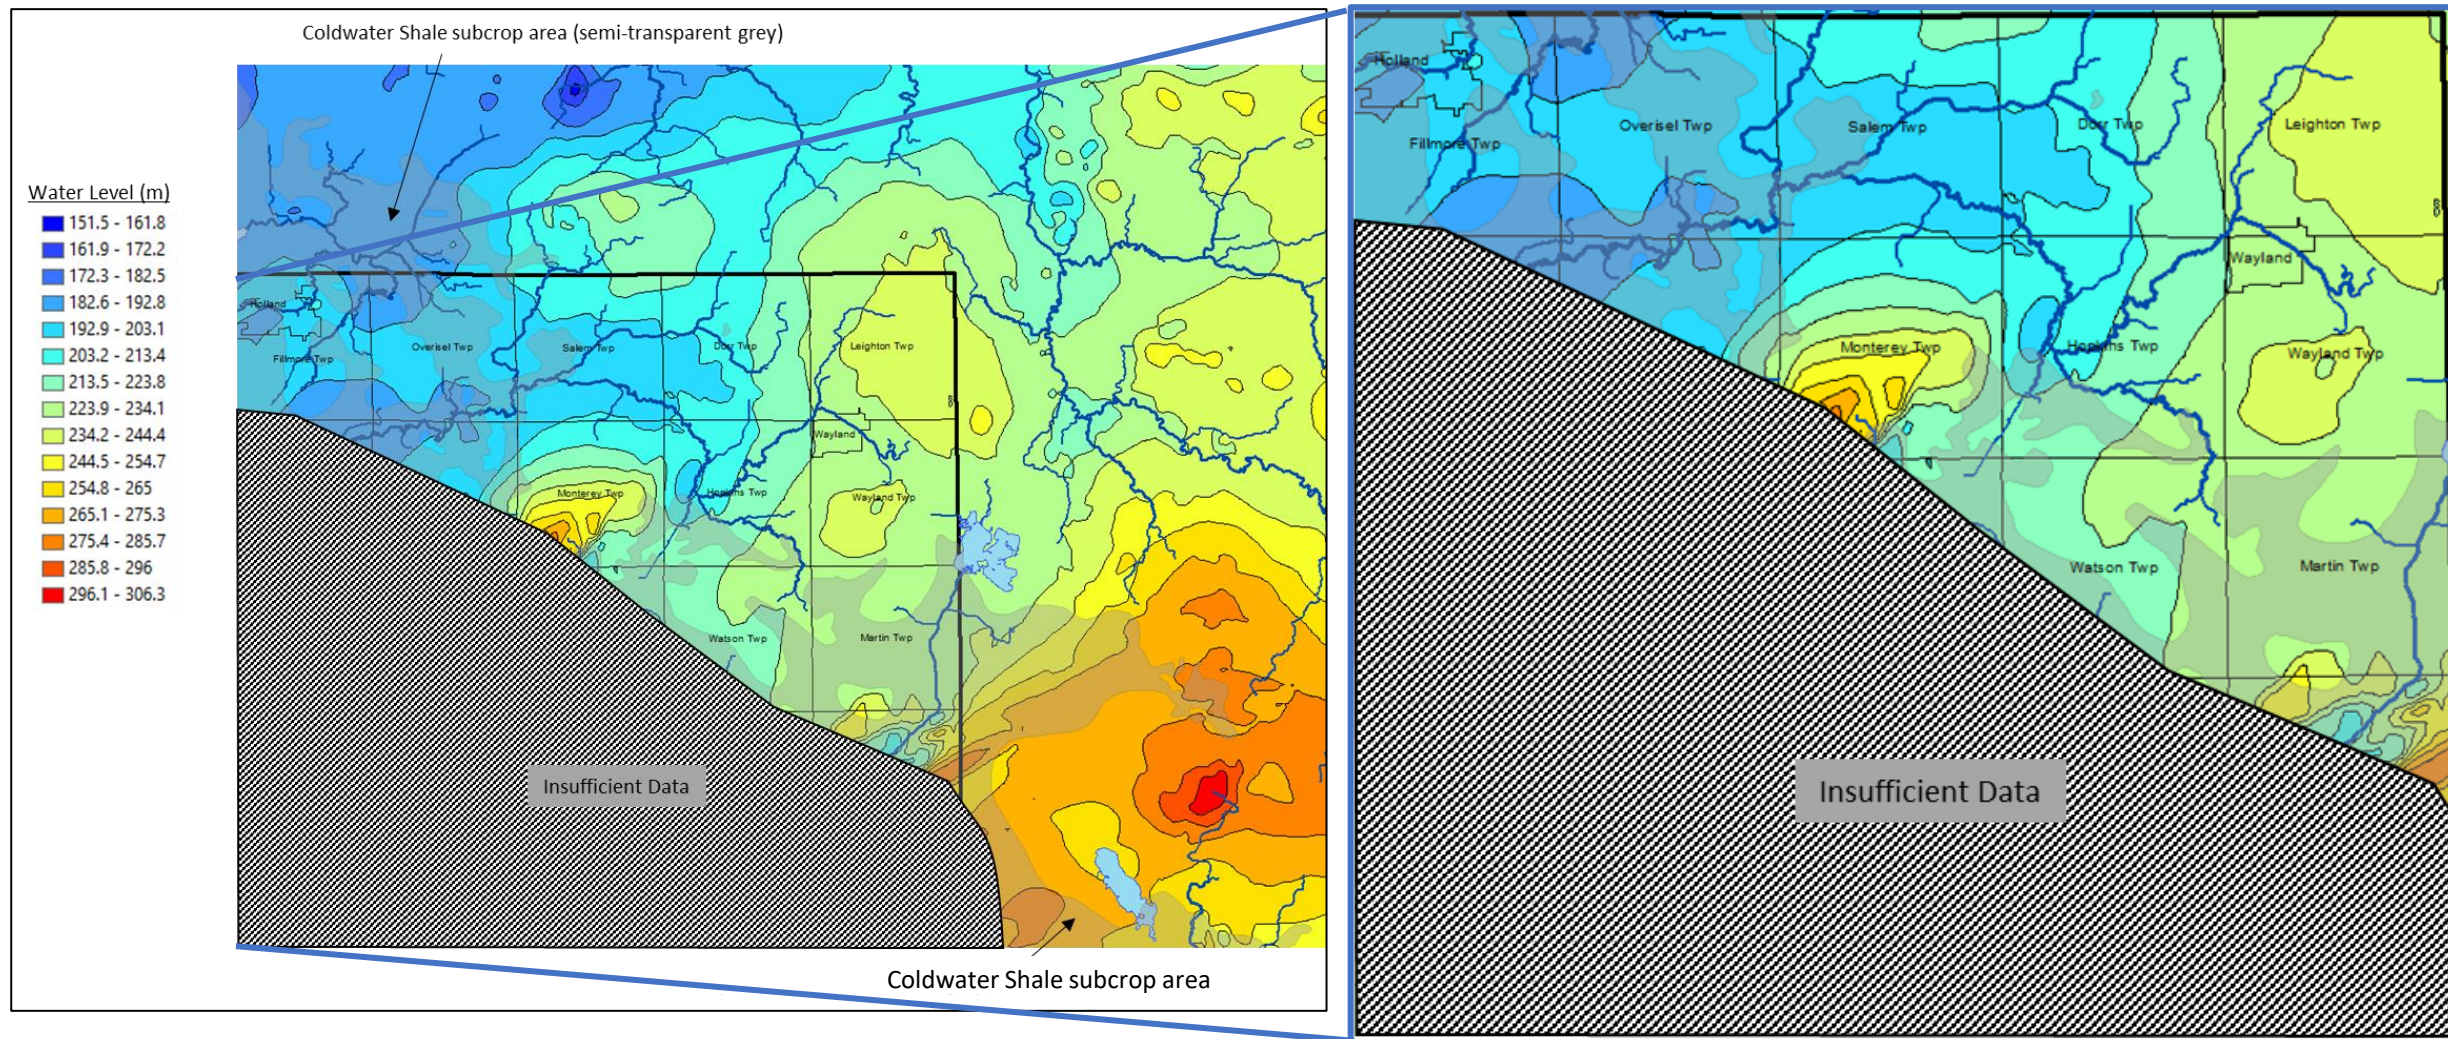 Coldwater Shale subcrop area (semi-transparent grey)
Water Level (m)
151.5 - 161.8
161.9 - 172.2
172.3 - 182.5
182.6 - 192.8
192.9 - 203.1
203.2 - 213.4
213.5 - 223.8
223.9 - 234.1
234.2 - 244.4
244.5 - 254.7
254.8 - 265
265.1 - 275.3
275.4 - 285.7
285.8 - 296
296.1 - 306.3
Holland
Fillmore Twp
Overisel Twp
Salem Twp
Dorr Twp
Leighton Twp
Wayland
Monterey Twp
Hopkins Twp
Wayland Twp
Watson Twp
Martin Twp
Insufficient Data
Coldwater Shale subcrop area
Holland
Fillmore Twp
Overisel Twp
Salem Twp
Dorr Twp
Leighton Twp
Wayland
Monterey Twp
Hopkins Twp
Wayland Twp
Watson Twp
Martin Twp
Insufficient Data